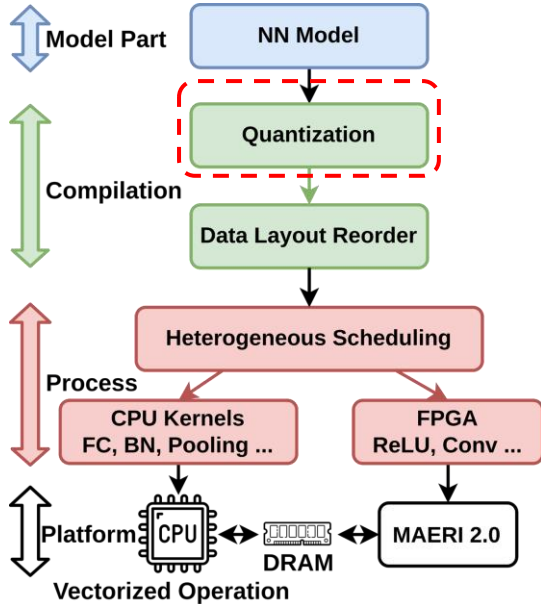 Model Part
NN Model
Quantization
Compilation
Data Layout Reorder
Heterogeneous Scheduling
Process
CPU Kernels
FC, BN, Pooling ...
FPGA
ReLU, Conv ...
Platform
CPU
DRAM
MAERI 2.0
Vectorized Operation